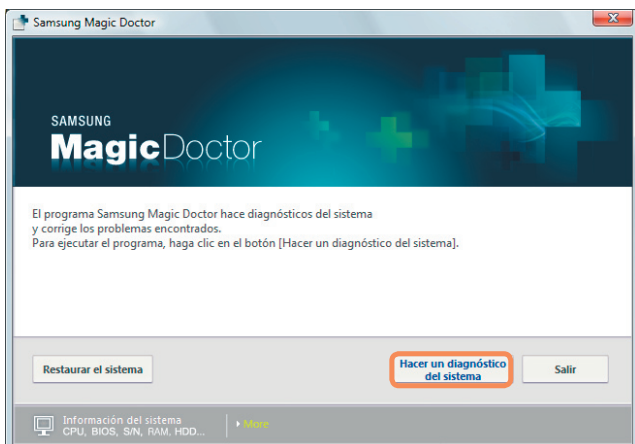 Samsung Magic Doctor
SAMSUNG
MagicDoctor
El programa Samsung Magic Doctor hace diagnósticos del sistema
y corrige los problemas encontrados.
Para ejecutar el programa, haga clic en el botón [Hacer un diagnóstico del sistema].
Restaurar el sistema
Hacer un diagnóstico
del sistema
Salir
Información del sistema
CPU, BIOS, S/N, RAM, HDD...
More